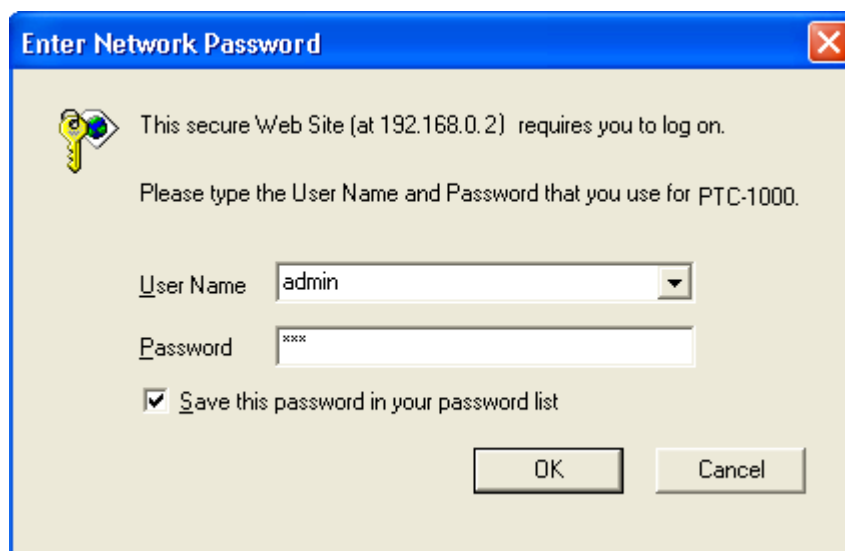 Enter Network Password
This secure Web Site (at 192.168.0.2) requires you to log on.
Please type the User Name and Password that you use for PTC-1000.
User Name admin
Password ***
Save this password in your password list
OK Cancel